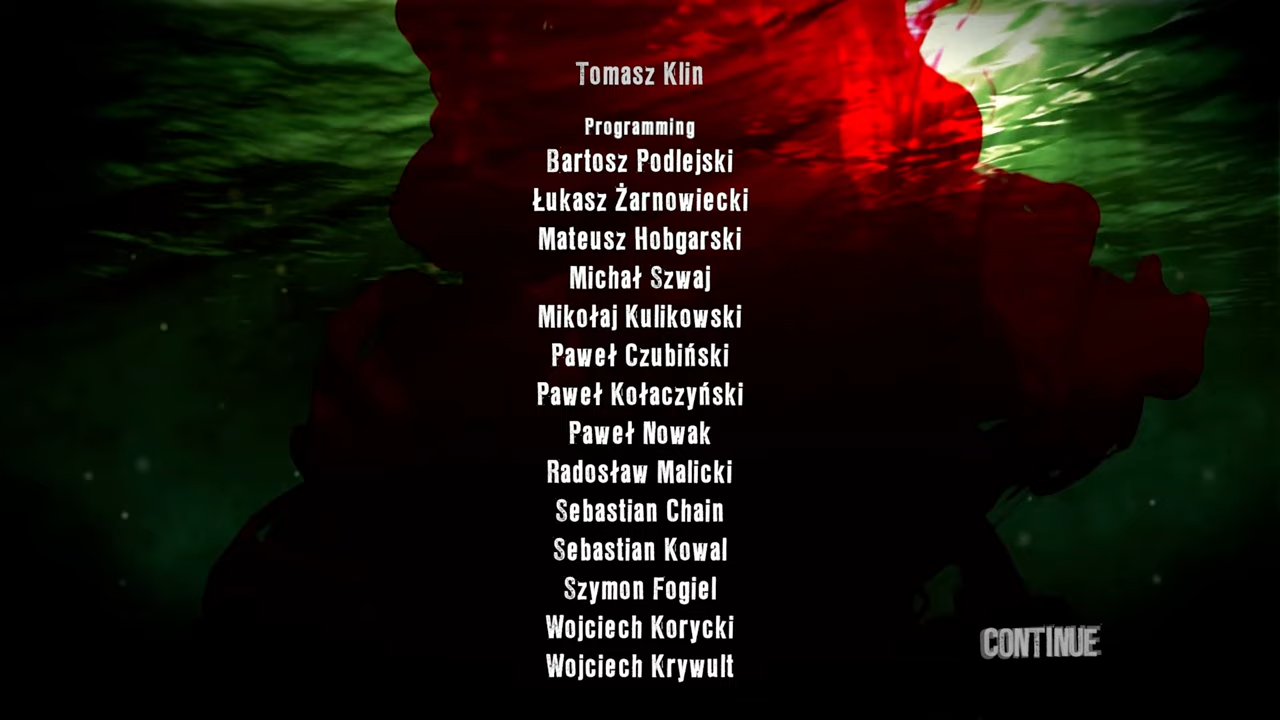 Tomasz Klin
Programming
Bartosz Podlejski
Łukasz Żarnowiecki
Mateusz Hobgarski
Michał Szwaj
Mikołaj Kulikowski
Paweł Czubiński
Paweł Kołaczyński
Paweł Nowak
Radosław Malicki
Sebastian Chain
Sebastian Kowal
Szymon Fogiel
Wojciech Korycki
Wojciech Krywult
CONTINUE